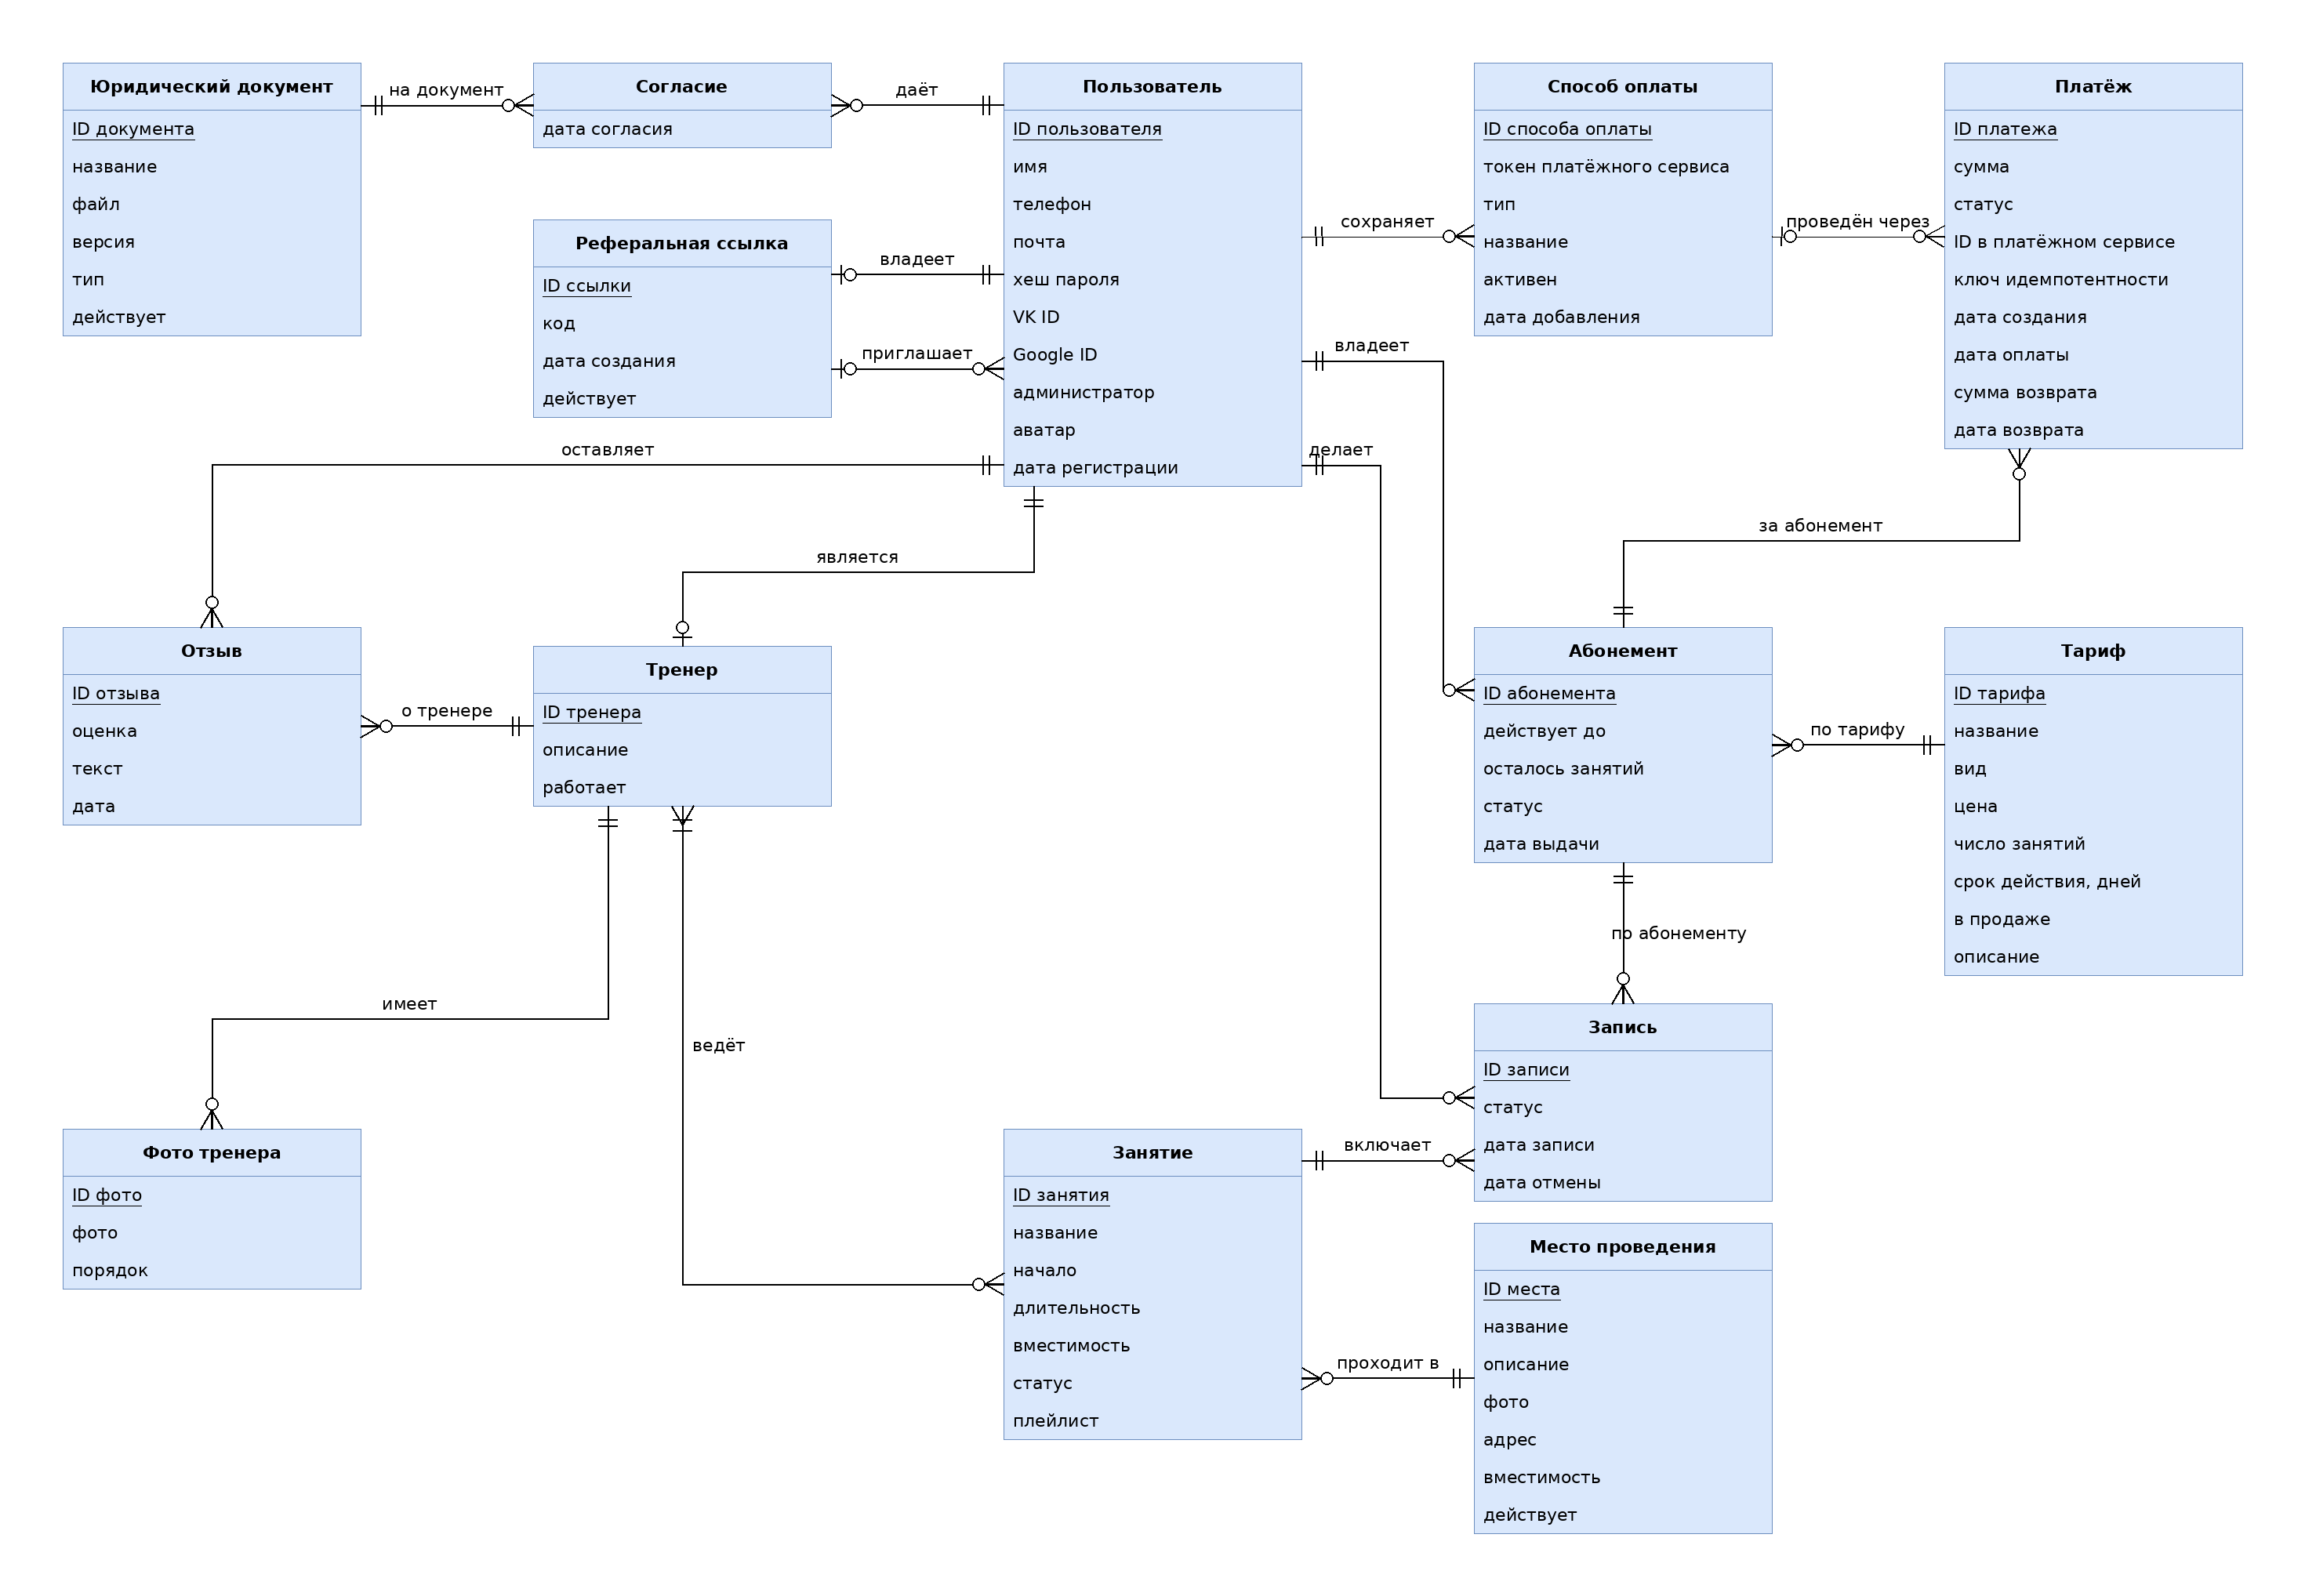 Юридический документ
ID документа
название
файл
версия
тип
действует
на документ
Согласие
дата согласия
даёт
Пользователь
ID пользователя
имя
телефон
почта
хеш пароля
VK ID
Google ID
администратор
аватар
дата регистрации
Реферальная ссылка
ID ссылки
код
дата создания
действует
владеет
приглашает
сохраняет
Способ оплаты
ID способа оплаты
токен платёжного сервиса
тип
название
активен
дата добавления
проведён через
Платёж
ID платежа
сумма
статус
ID в платёжном сервисе
ключ идемпотентности
дата создания
дата оплаты
сумма возврата
дата возврата
владеет
делает
оставляет
является
за абонемент
Отзыв
ID отзыва
оценка
текст
дата
о тренере
Тренер
ID тренера
описание
работает
Абонемент
ID абонемента
действует до
осталось занятий
статус
дата выдачи
по тарифу
Тариф
ID тарифа
название
вид
цена
число занятий
срок действия, дней
в продаже
описание
по абонементу
имеет
ведёт
Запись
ID записи
статус
дата записи
дата отмены
Фото тренера
ID фото
фото
порядок
Занятие
ID занятия
название
начало
длительность
вместимость
статус
плейлист
включает
проходит в
Место проведения
ID места
название
описание
фото
адрес
вместимость
действует